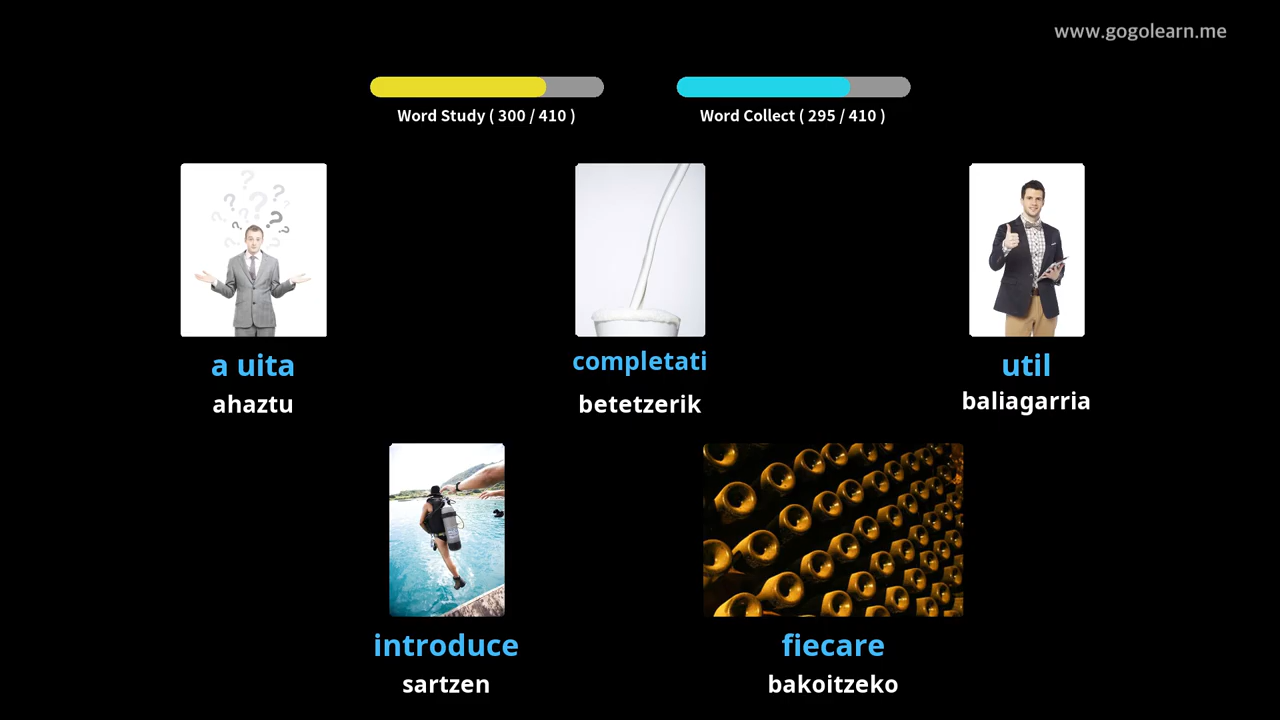 www.gogolearn.me
Word Study ( 300 / 410 )
Word Collect ( 295 / 410 )
a uita
ahaztu
completati
betetzerik
util
baliagarria
introduce
sartzen
fiecare
bakoitzeko